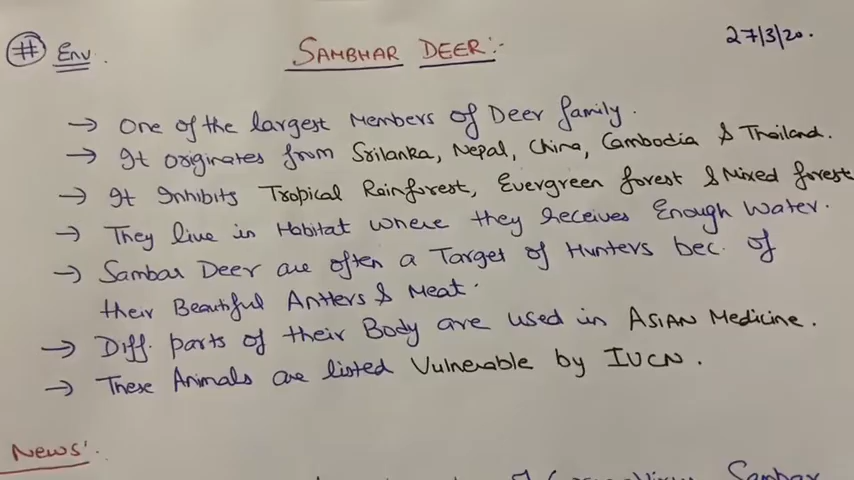 # Env.
SAMBHAR DEER:-
27/3/20.
→ One of the largest Members of Deer family.
→ It originates from Srilanka, Nepal, China, Cambodia & Thailand.
→ It Inhibits Tropical Rainforest, Evergreen forest & Mixed forest
→ They live in Habitat where they receives Enough Water.
→ Sambar Deer are often a Target of Hunters bec. of
their Beautiful Antlers & Meat.
→ Diff. parts of their Body are used in ASIAN Medicine.
→ These Animals are listed Vulnerable by IUCN.
News:
of Sambar